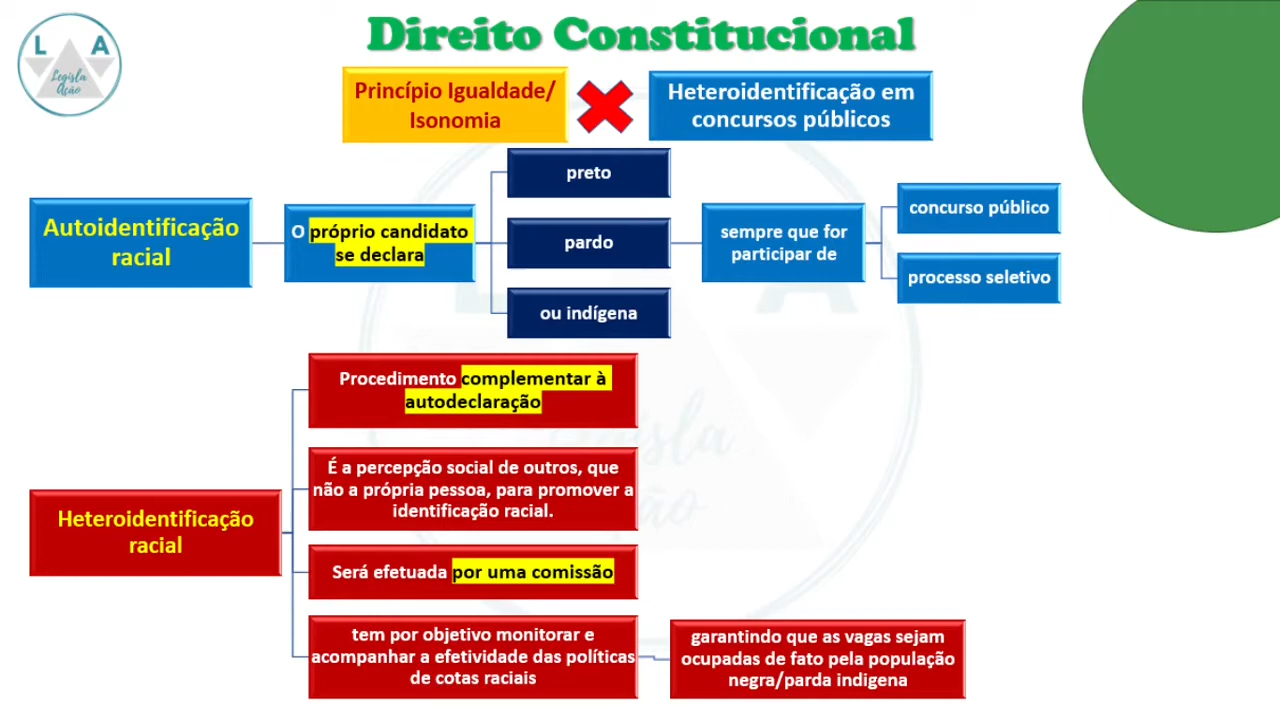 L A
Legisla
Ação
Direito Constitucional
Princípio Igualdade/
Isonomia
Heteroidentificação em
concursos públicos
Autoidentificação
racial
O próprio candidato
se declara
preto
pardo
ou indígena
sempre que for
participar de
concurso público
processo seletivo
Heteroidentificação
racial
Procedimento complementar à
autodeclaração
É a percepção social de outros, que
não a própria pessoa, para promover a
identificação racial.
Será efetuada por uma comissão
tem por objetivo monitorar e
acompanhar a efetividade das políticas
de cotas raciais
garantindo que as vagas sejam
ocupadas de fato pela população
negra/parda indigena